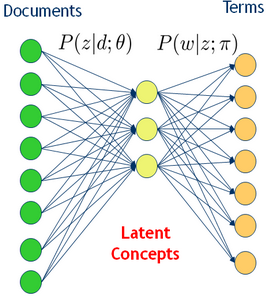 Documents
Terms
P(z|d;θ)
P(w|z;π)
Latent
Concepts